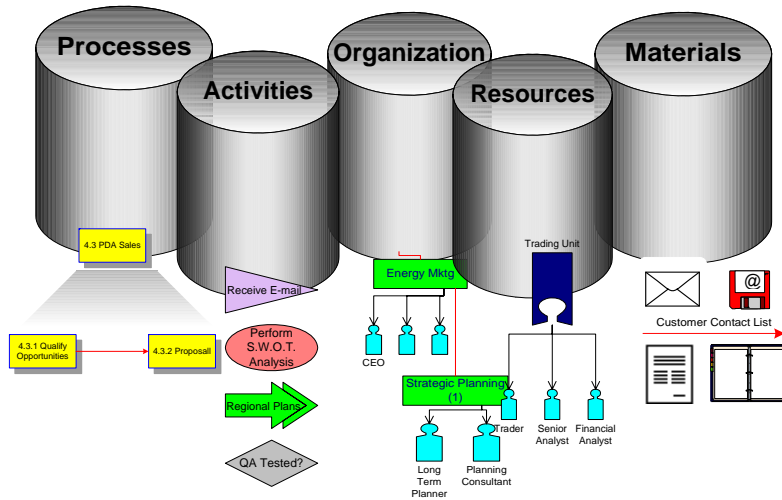 Processes
Activities
Organization
Resources
Materials
4.3 PDA Sales
4.3.1 Qualify
Opportunities
4.3.2 Proposall
Receive E-mail
Perform
S.W.O.T.
Analysis
Regional Plans
QA Tested?
Energy Mktg
CEO
Strategic Planning
(1)
Long
Term
Planner
Planning
Consultant
Trading Unit
Trader
Senior
Analyst
Financial
Analyst
@
Customer Contact List